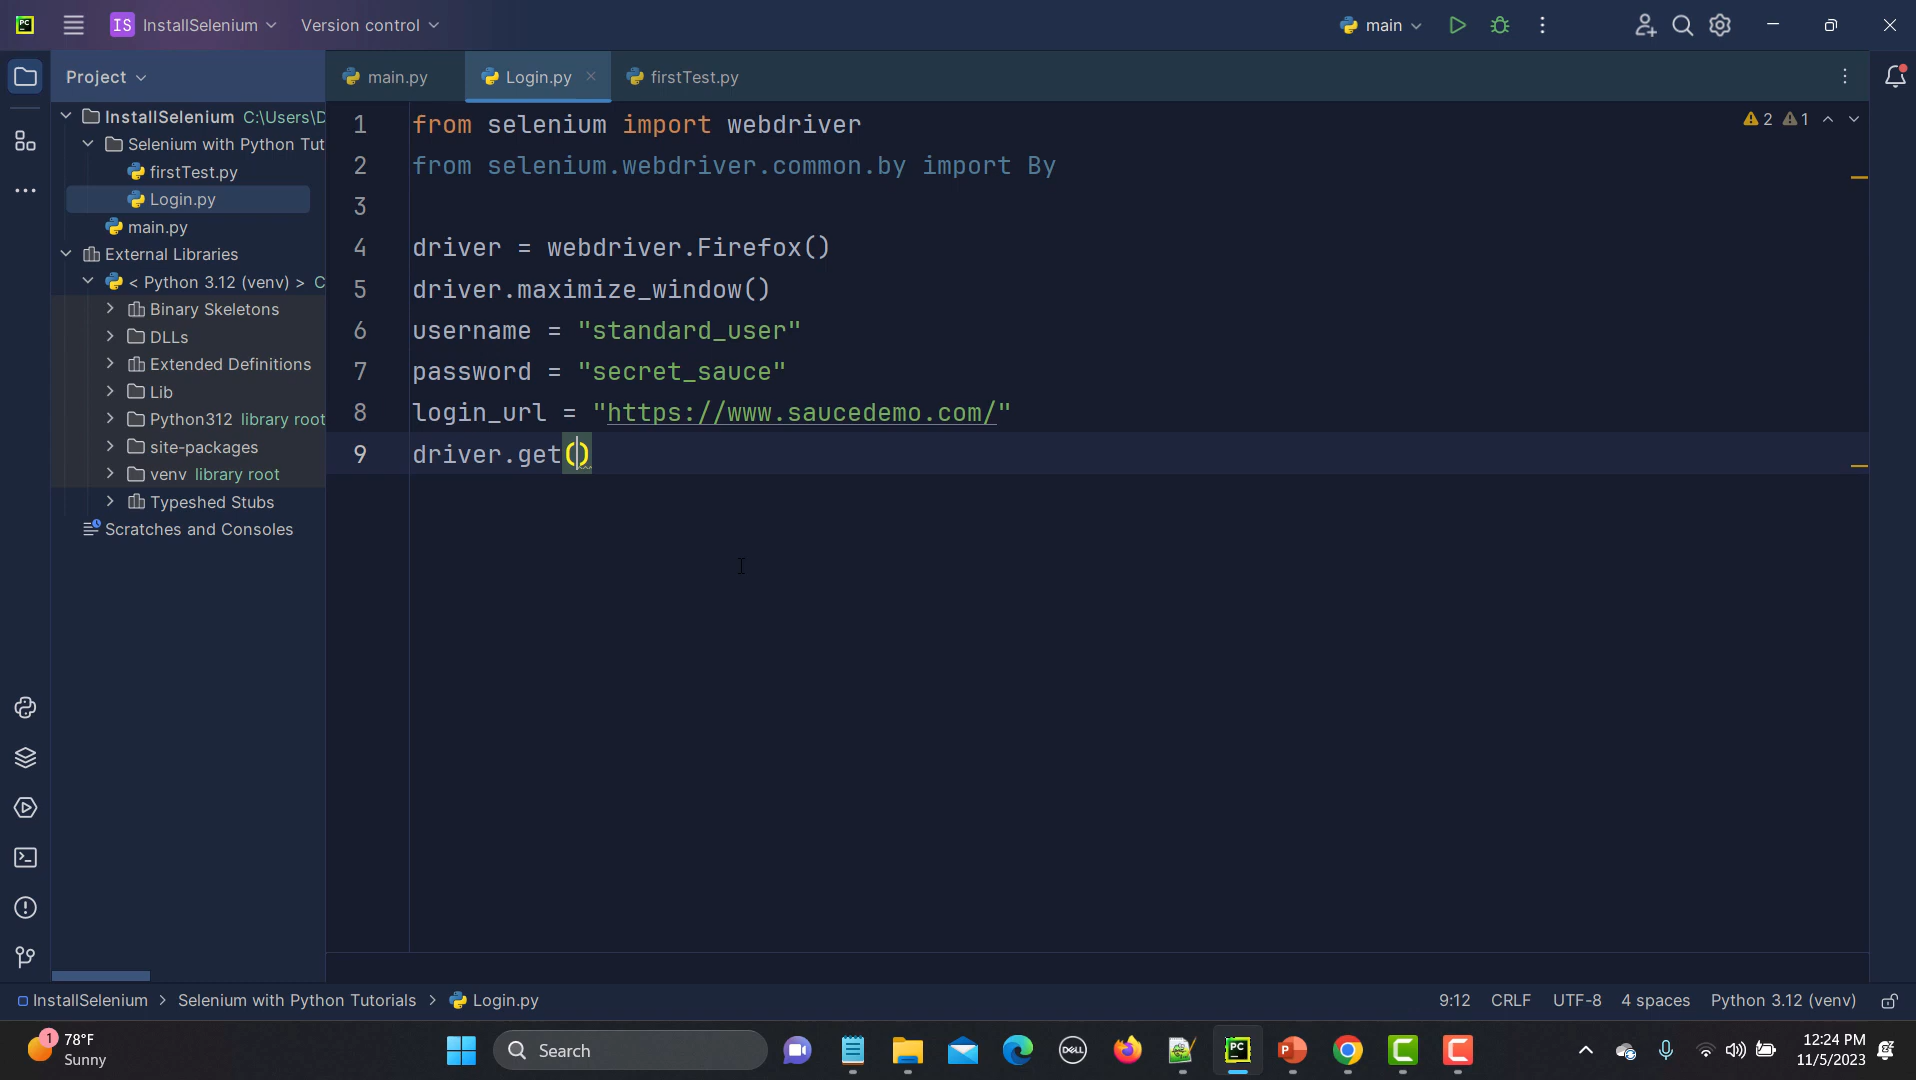 PC
IS InstallSelenium
Version control
main
Project
main.py
Login.py
firstTest.py
InstallSelenium C:\Users\D
Selenium with Python Tut
firstTest.py
Login.py
main.py
External Libraries
< Python 3.12 (venv) > C
Binary Skeletons
DLLs
Extended Definitions
Lib
Python312 library root
site-packages
venv library root
Typeshed Stubs
Scratches and Consoles
2 1
1 from selenium import webdriver
2 from selenium.webdriver.common.by import By
3
4 driver = webdriver.Firefox()
5 driver.maximize_window()
6 username = "standard_user"
7 password = "secret_sauce"
8 login_url = "https://www.saucedemo.com/"
9 driver.get()
InstallSelenium > Selenium with Python Tutorials > Login.py
9:12 CRLF UTF-8 4 spaces Python 3.12 (venv)
1
78°F
Sunny
Search
DELL
PC
P
C
C
12:24 PM
11/5/2023